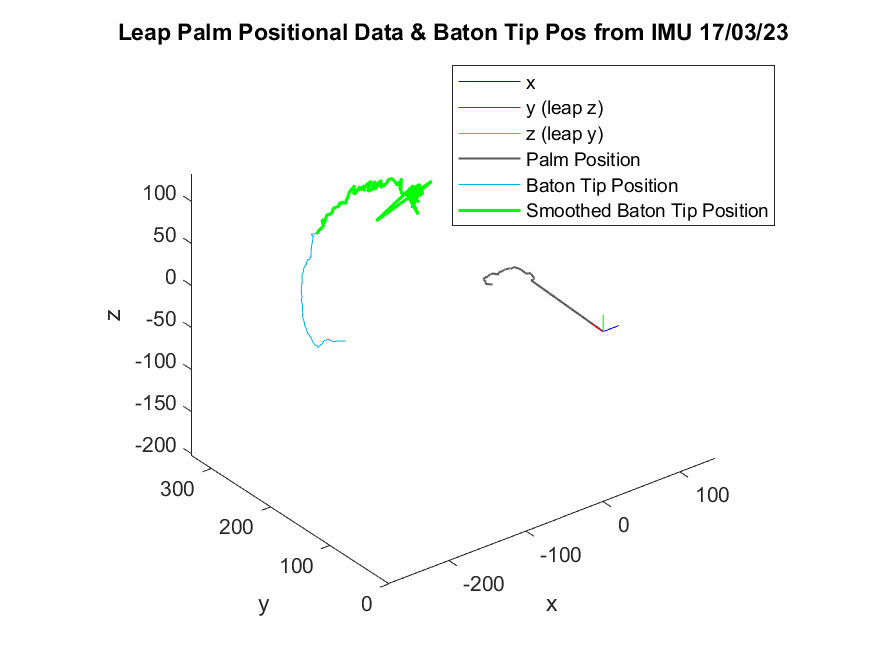 Leap Palm Positional Data & Baton Tip Pos from IMU 17/03/23
x
y (leap z)
z (leap y)
Palm Position
Baton Tip Position
Smoothed Baton Tip Position
100
50
0
-50
-100
-150
-200
z
300
200
100
0
y
-200
-100
0
100
x